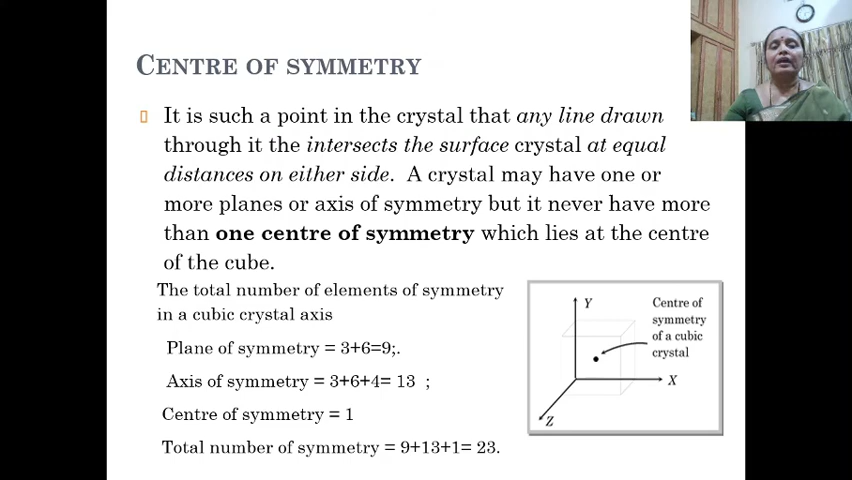 CENTRE OF SYMMETRY
It is such a point in the crystal that any line drawn
through it the intersects the surface crystal at equal
distances on either side. A crystal may have one or
more planes or axis of symmetry but it never have more
than one centre of symmetry which lies at the centre
of the cube.
The total number of elements of symmetry
in a cubic crystal axis
Plane of symmetry = 3+6=9;.
Axis of symmetry = 3+6+4= 13 ;
Centre of symmetry = 1
Total number of symmetry = 9+13+1= 23.
Y
Centre of
symmetry
of a cubic
crystal
X
Z